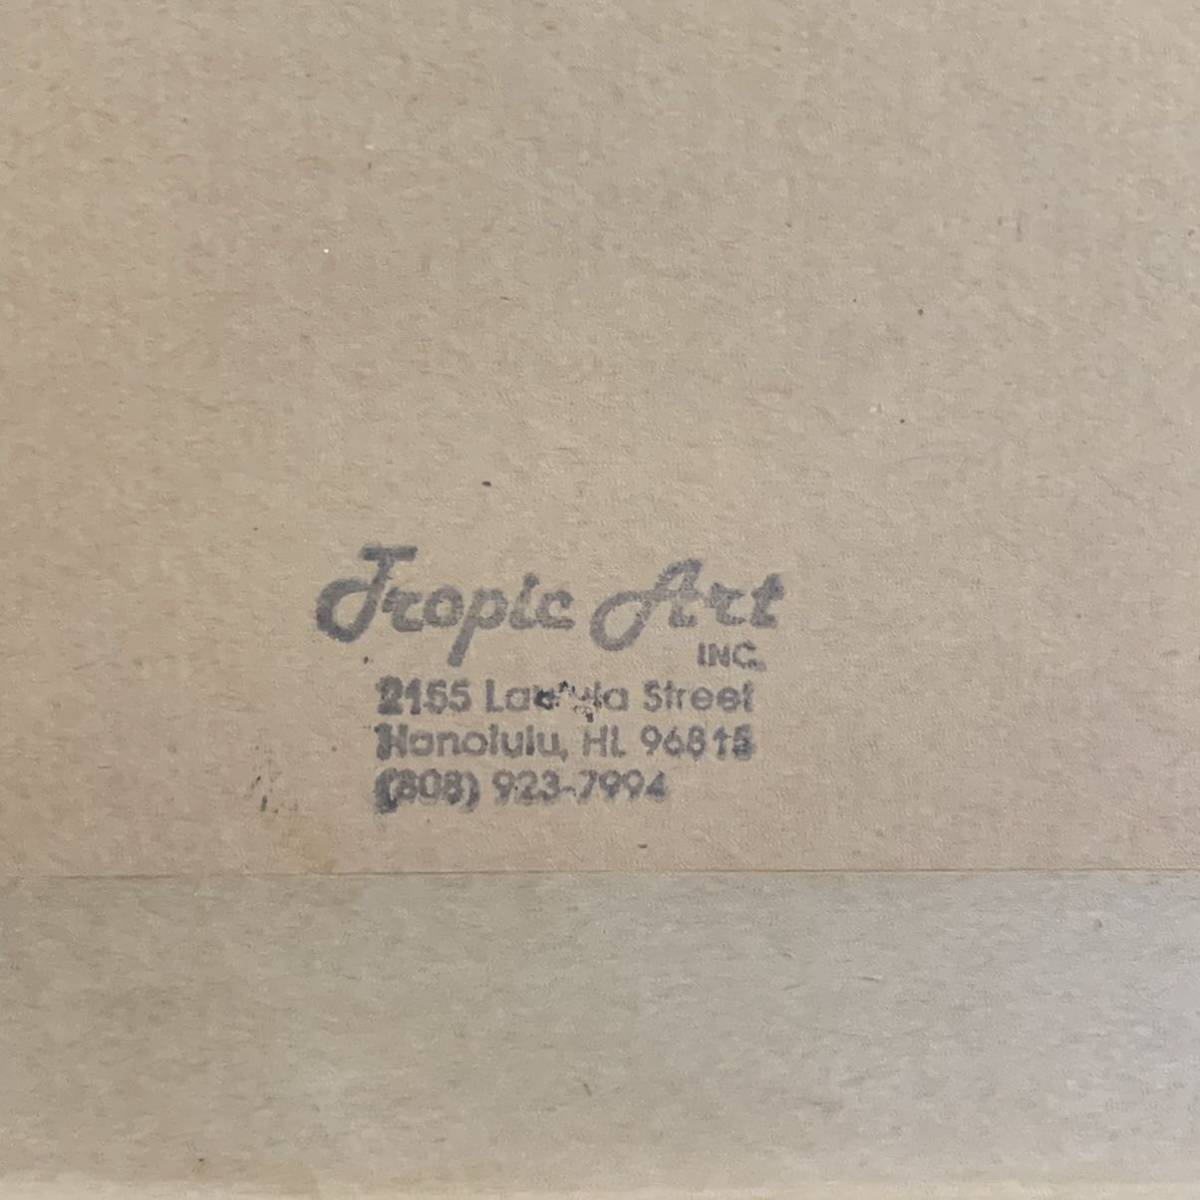 Tropic Art
INC.
2155 Street
Honolulu, HI. 96815
(808) 923-7994